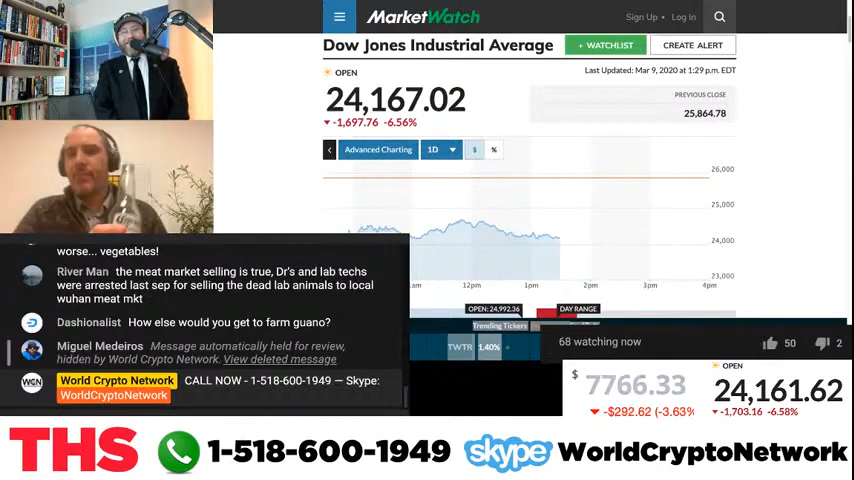 MarketWatch
Sign Up · Log In
Dow Jones Industrial Average
+ WATCHLIST
CREATE ALERT
OPEN
Last Updated: Mar 9, 2020 at 1:29 p.m. EDT
24,167.02
-1,697.76 -6.56%
PREVIOUS CLOSE
25,864.78
Advanced Charting
1D
$
%
26,000
25,000
24,000
23,000
am
12pm
1pm
2pm
3pm
4pm
OPEN: 24,992.36
DAY RANGE
Trending Tickers
TWTR
1.40%
worse... vegetables!
River Man the meat market selling is true, Dr's and lab techs
were arrested last sep for selling the dead lab animals to local
wuhan meat mkt
Dashionalist How else would you get to farm guano?
Miguel Medeiros Message automatically held for review,
hidden by World Crypto Network. View deleted message
WCN
World Crypto Network CALL NOW - 1-518-600-1949 — Skype:
WorldCryptoNetwork
68 watching now
50
2
$ 7766.33
-$292.62 (-3.63%
OPEN
24,161.62
-1,703.16 -6.58%
THS 1-518-600-1949 skype WorldCryptoNetwork